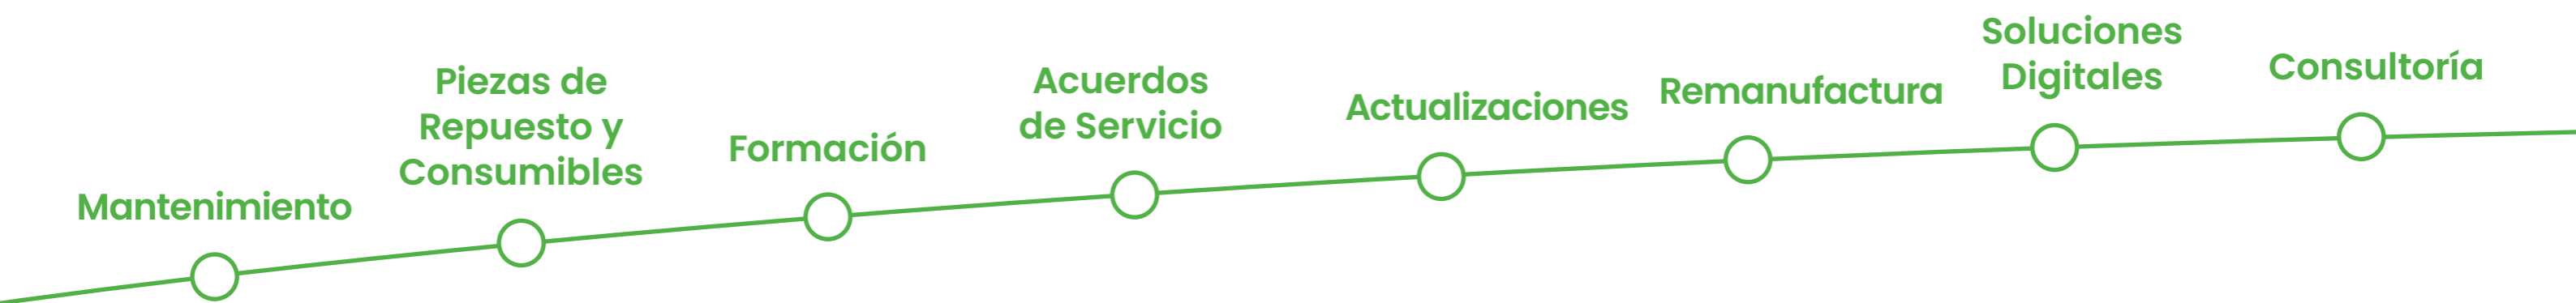 Mantenimiento
Piezas de
Repuesto y
Consumibles
Formación
Acuerdos
de Servicio
Actualizaciones
Remanufactura
Soluciones
Digitales
Consultoría